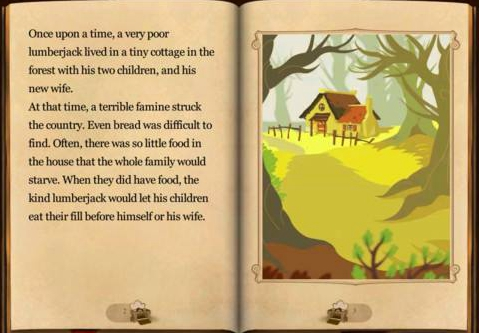 Once upon a time, a very poor
lumberjack lived in a tiny cottage in the
forest with his two children, and his
new wife.
At that time, a terrible famine struck
the country. Even bread was difficult to
find. Often, there was so little food in
the house that the whole family would
starve. When they did have food, the
kind lumberjack would let his children
eat their fill before himself or his wife.